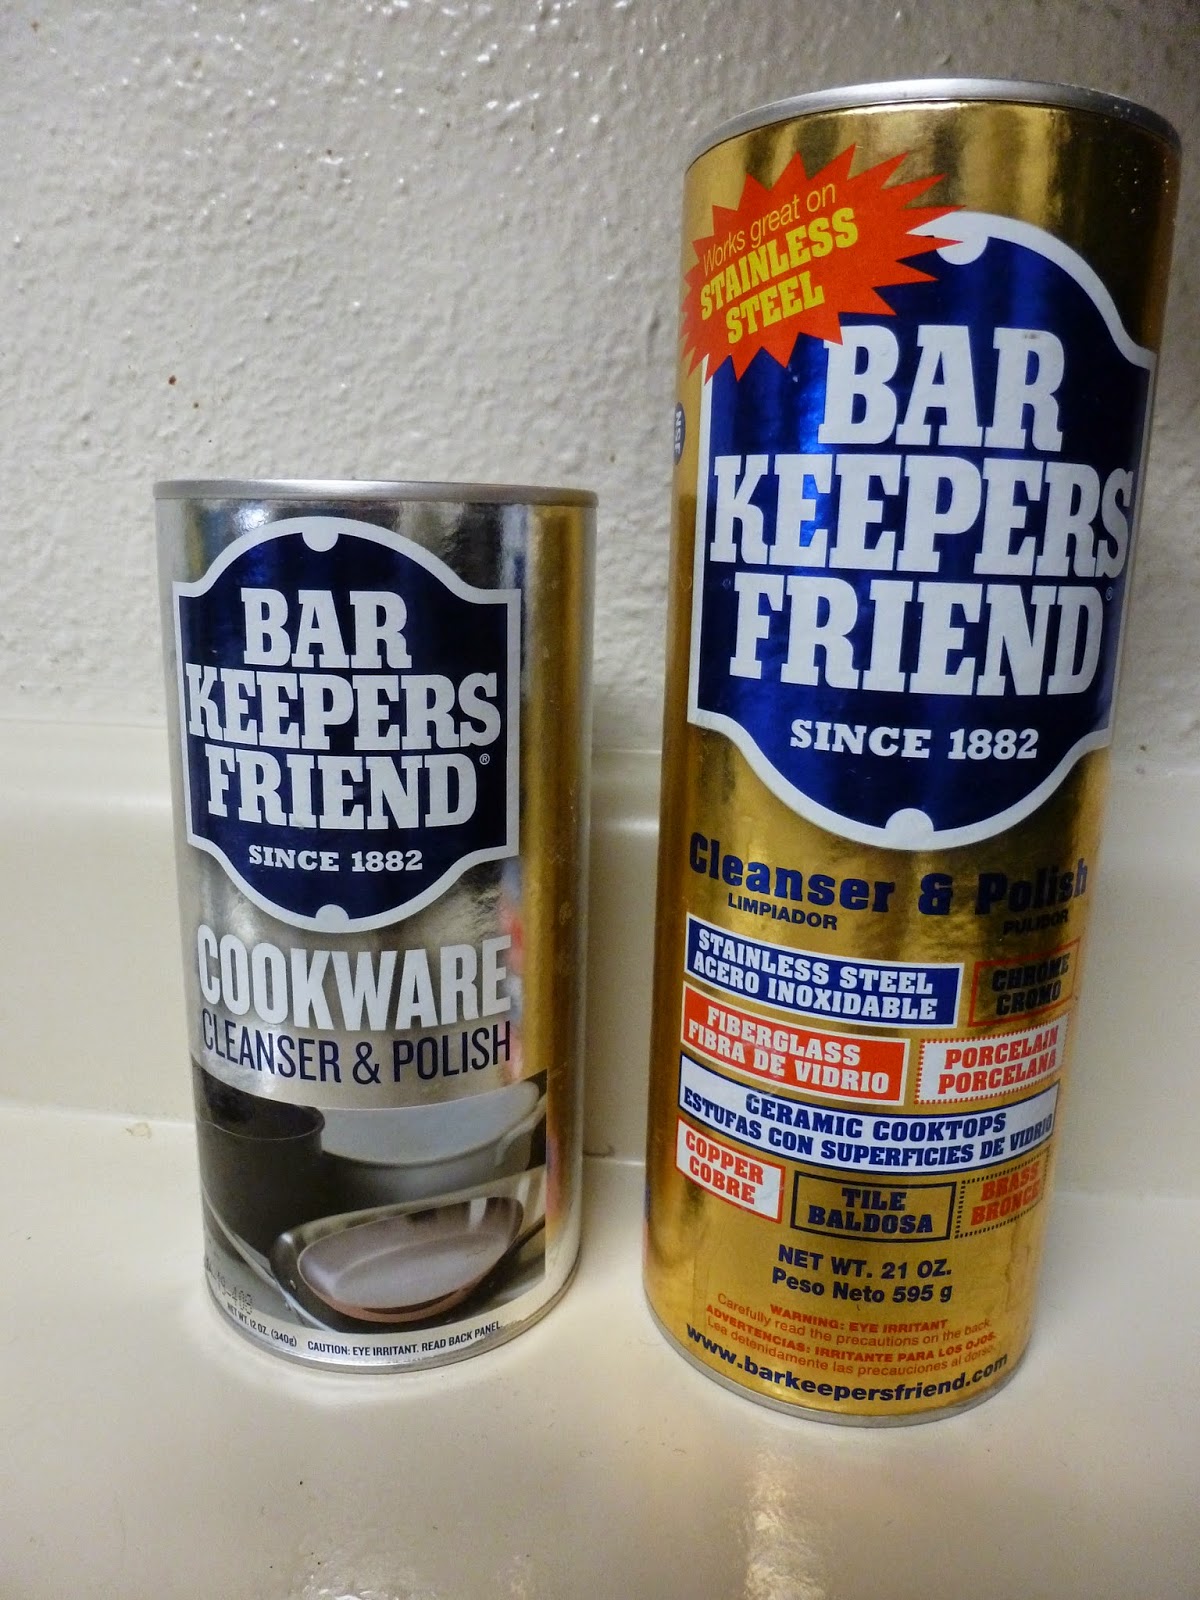 BAR
KEEPERS
FRIEND®
SINCE 1882
COOKWARE
CLEANSER & POLISH
NET WT. 12 OZ. (340g)
CAUTION: EYE IRRITANT. READ BACK PANEL.
Works great on
STAINLESS
STEEL
NSF
BAR
KEEPERS
FRIEND®
SINCE 1882
Cleanser & Polish
LIMPIADOR PULIDOR
STAINLESS STEEL
ACERO INOXIDABLE
CHROME
CROMO
FIBERGLASS
FIBRA DE VIDRIO
PORCELAIN
PORCELANA
CERAMIC COOKTOPS
ESTUFAS CON SUPERFICIES DE VIDRIO
COPPER
COBRE
TILE
BALDOSA
BRASS
BRONCE
NET WT. 21 OZ.
Peso Neto 595 g
WARNING: EYE IRRITANT
Carefully read the precautions on the back.
ADVERTENCIAS: IRRITANTE PARA LOS OJOS.
Lea detenidamente las precauciones al dorso.
www.barkeepersfriend.com